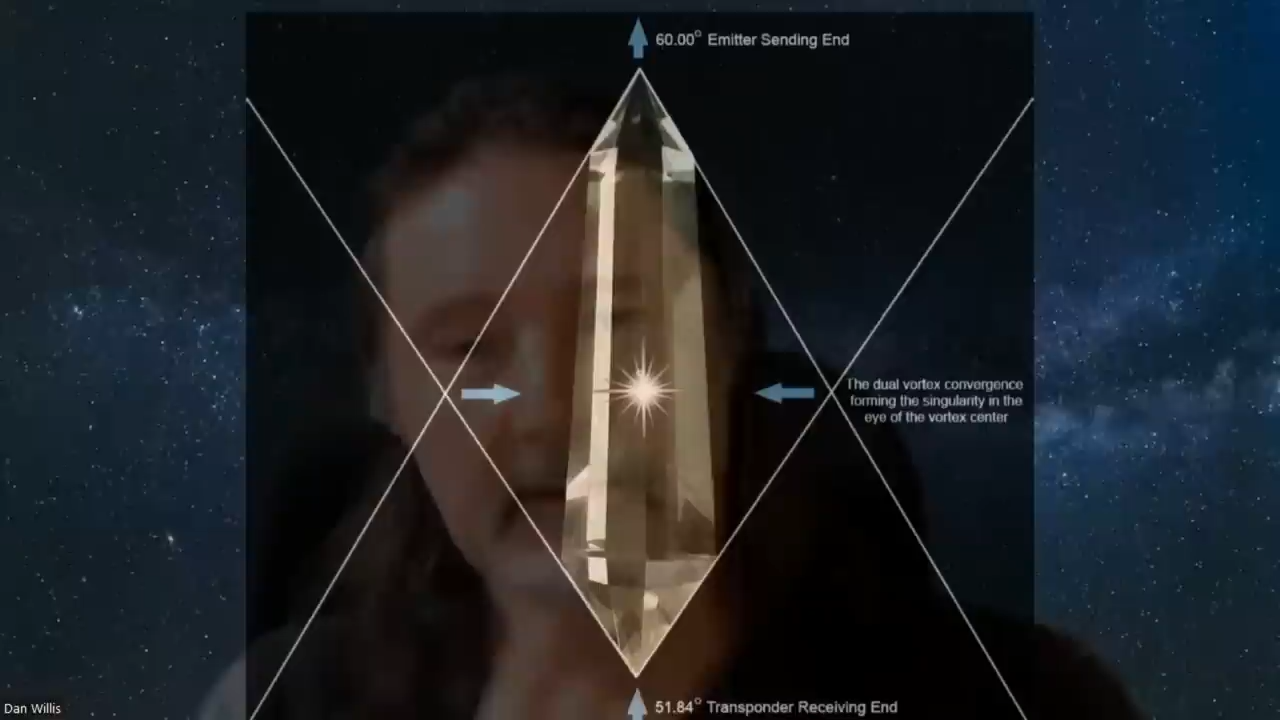 60.00° Emitter Sending End
The dual vortex convergence
forming the singularity in the
eye of the vortex center
51.84° Transponder Receiving End
Dan Willis